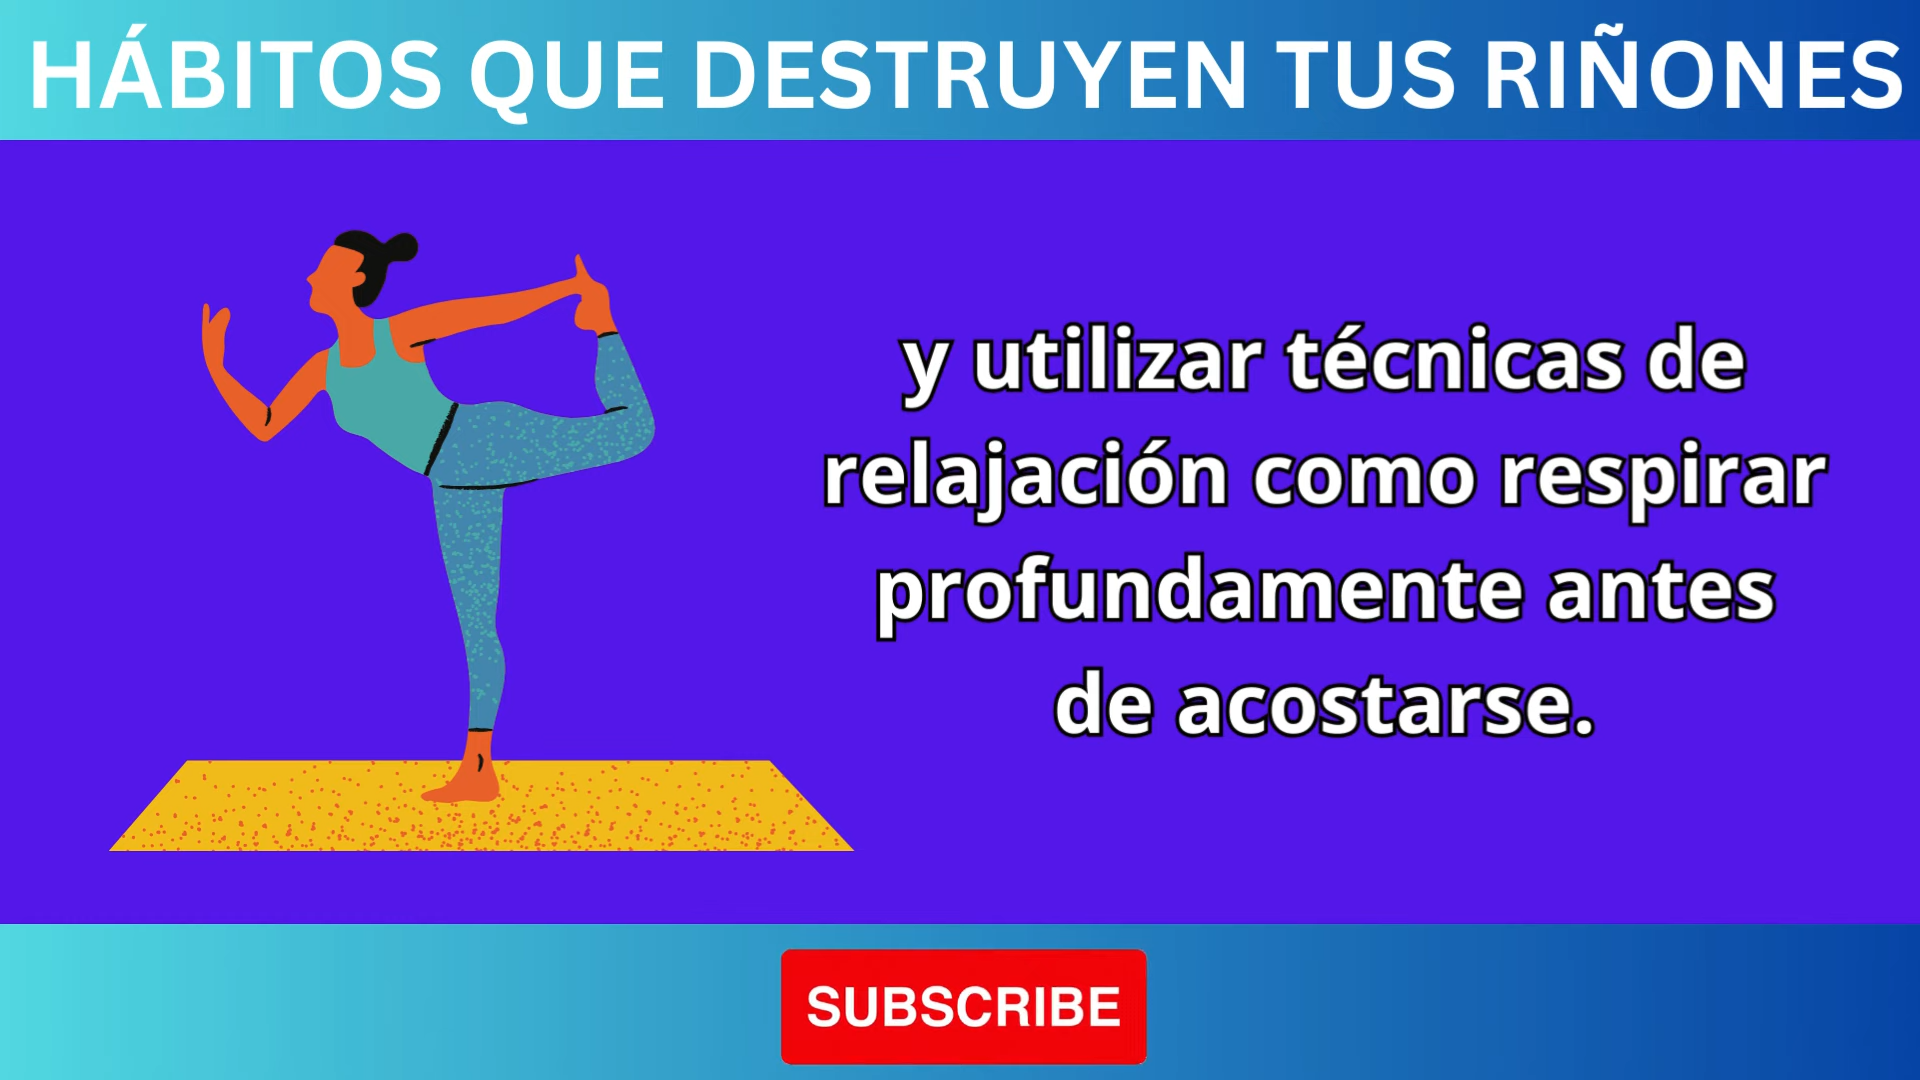 HÁBITOS QUE DESTRUYEN TUS RIÑONES
y utilizar técnicas de
relajación como respirar
profundamente antes
de acostarse.
SUBSCRIBE